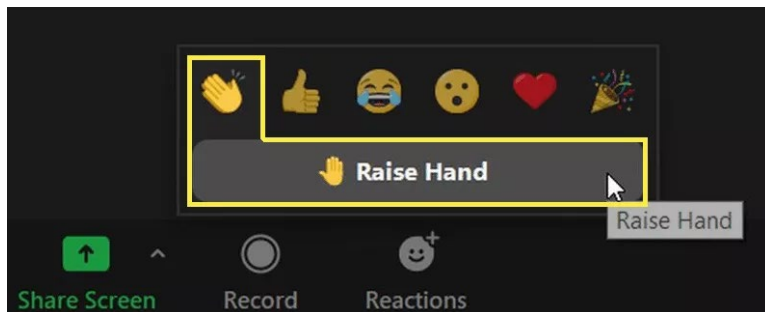 Raise Hand
Raise Hand
Share Screen
Record
Reactions